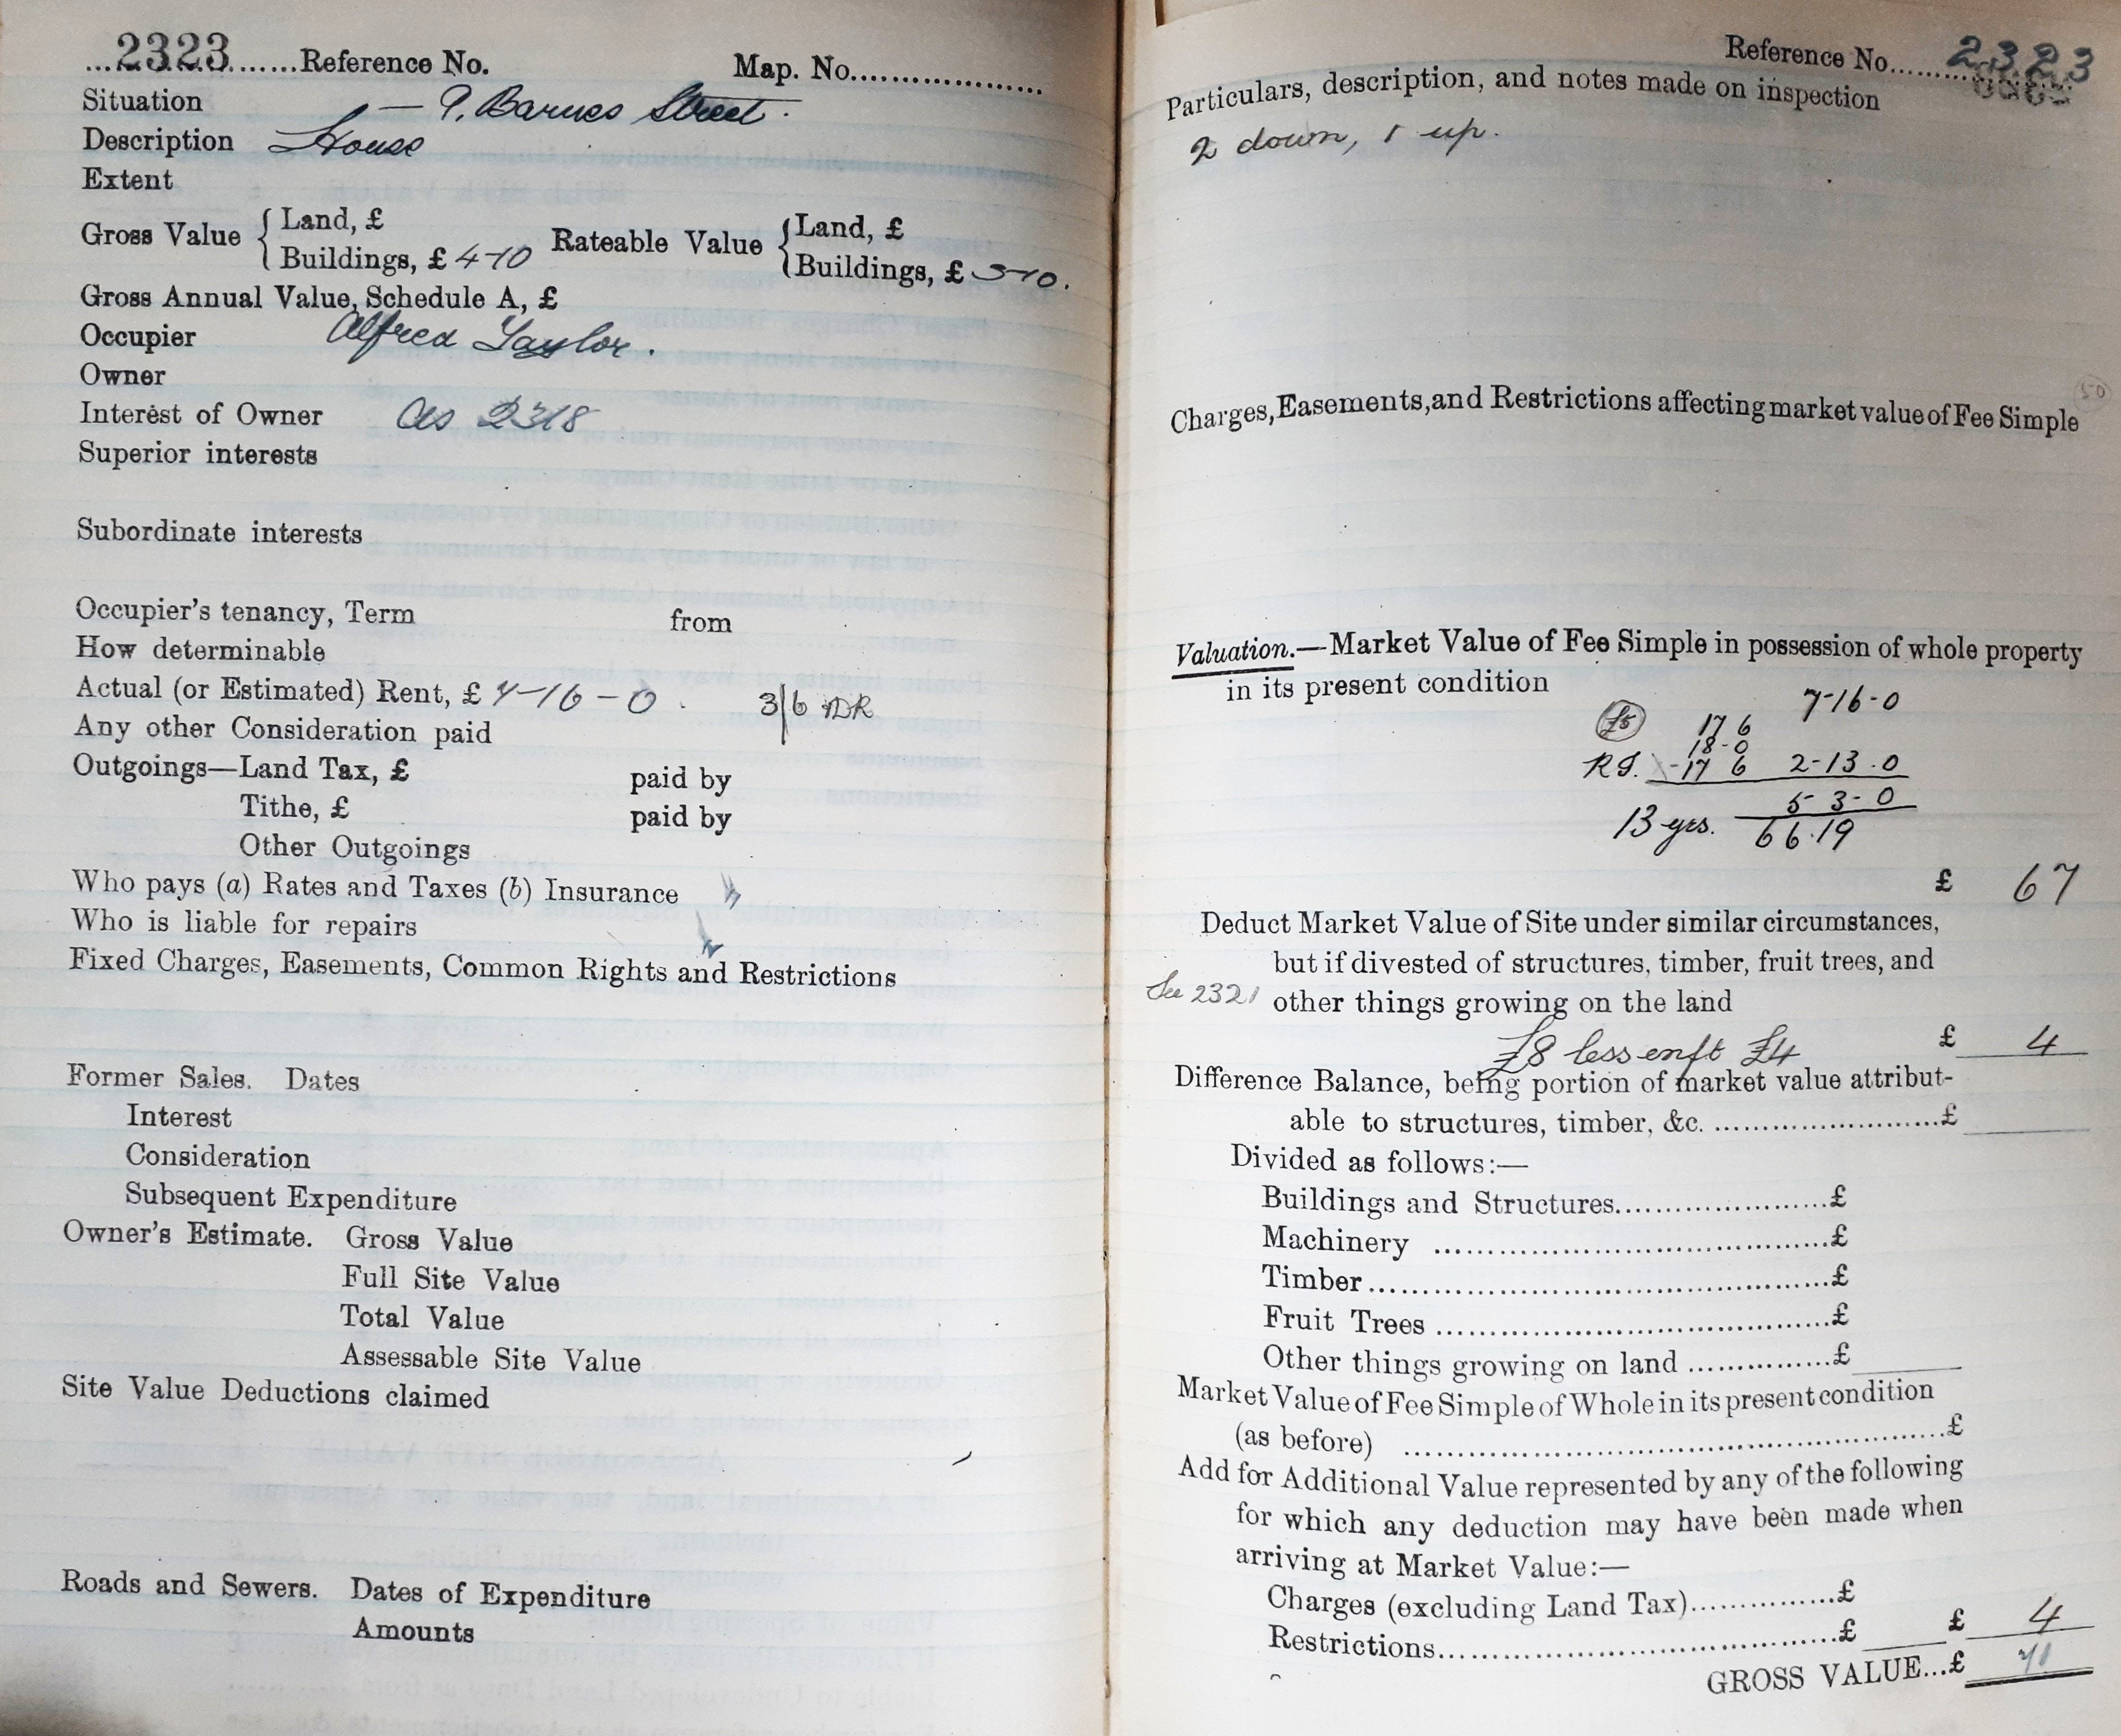 ...2323.......Reference No. Map. No..................
Situation — 9, Barnes Street.
Description House
Extent
Gross Value { Land, £ Rateable Value { Land, £
Buildings, £ 4-10 Buildings, £ 3-10.
Gross Annual Value, Schedule A, £
Occupier Alfred Taylor.
Owner
Interest of Owner As 2318
Superior interests
Subordinate interests
Occupier's tenancy, Term from
How determinable
Actual (or Estimated) Rent, £ 7-16-0. 3/6
Any other Consideration paid
Outgoings—Land Tax, £ paid by
Tithe, £ paid by
Other Outgoings
Who pays (a) Rates and Taxes (b) Insurance
Who is liable for repairs
Fixed Charges, Easements, Common Rights and Restrictions
Former Sales. Dates
Interest
Consideration
Subsequent Expenditure
Owner's Estimate. Gross Value
Full Site Value
Total Value
Assessable Site Value
Site Value Deductions claimed
Roads and Sewers. Dates of Expenditure
Amounts
Reference No.......... 2323
Particulars, description, and notes made on inspection
2 down, 1 up.
50
Charges, Easements, and Restrictions affecting market value of Fee Simple
Valuation.—Market Value of Fee Simple in possession of whole property
in its present condition
7-16-0
£5 17 6
18-0
-17 6 2-13.0
5-3-0
13 yrs. 66.19
£ 67
Deduct Market Value of Site under similar circumstances,
but if divested of structures, timber, fruit trees, and
See 2321 other things growing on the land
£8 less enft £4 £ 4
Difference Balance, being portion of market value attribut-
able to structures, timber, &c. ..........................£
Divided as follows:—
Buildings and Structures.......................£
Machinery ..........................................£
Timber.................................................£
Fruit Trees ..........................................£
Other things growing on land ...............£
Market Value of Fee Simple of Whole in its present condition
(as before) ..........................................................£
Add for Additional Value represented by any of the following
for which any deduction may have been made when
arriving at Market Value:—
Charges (excluding Land Tax)...............£
Restrictions..........................................£ £ 4
GROSS VALUE...£ 71